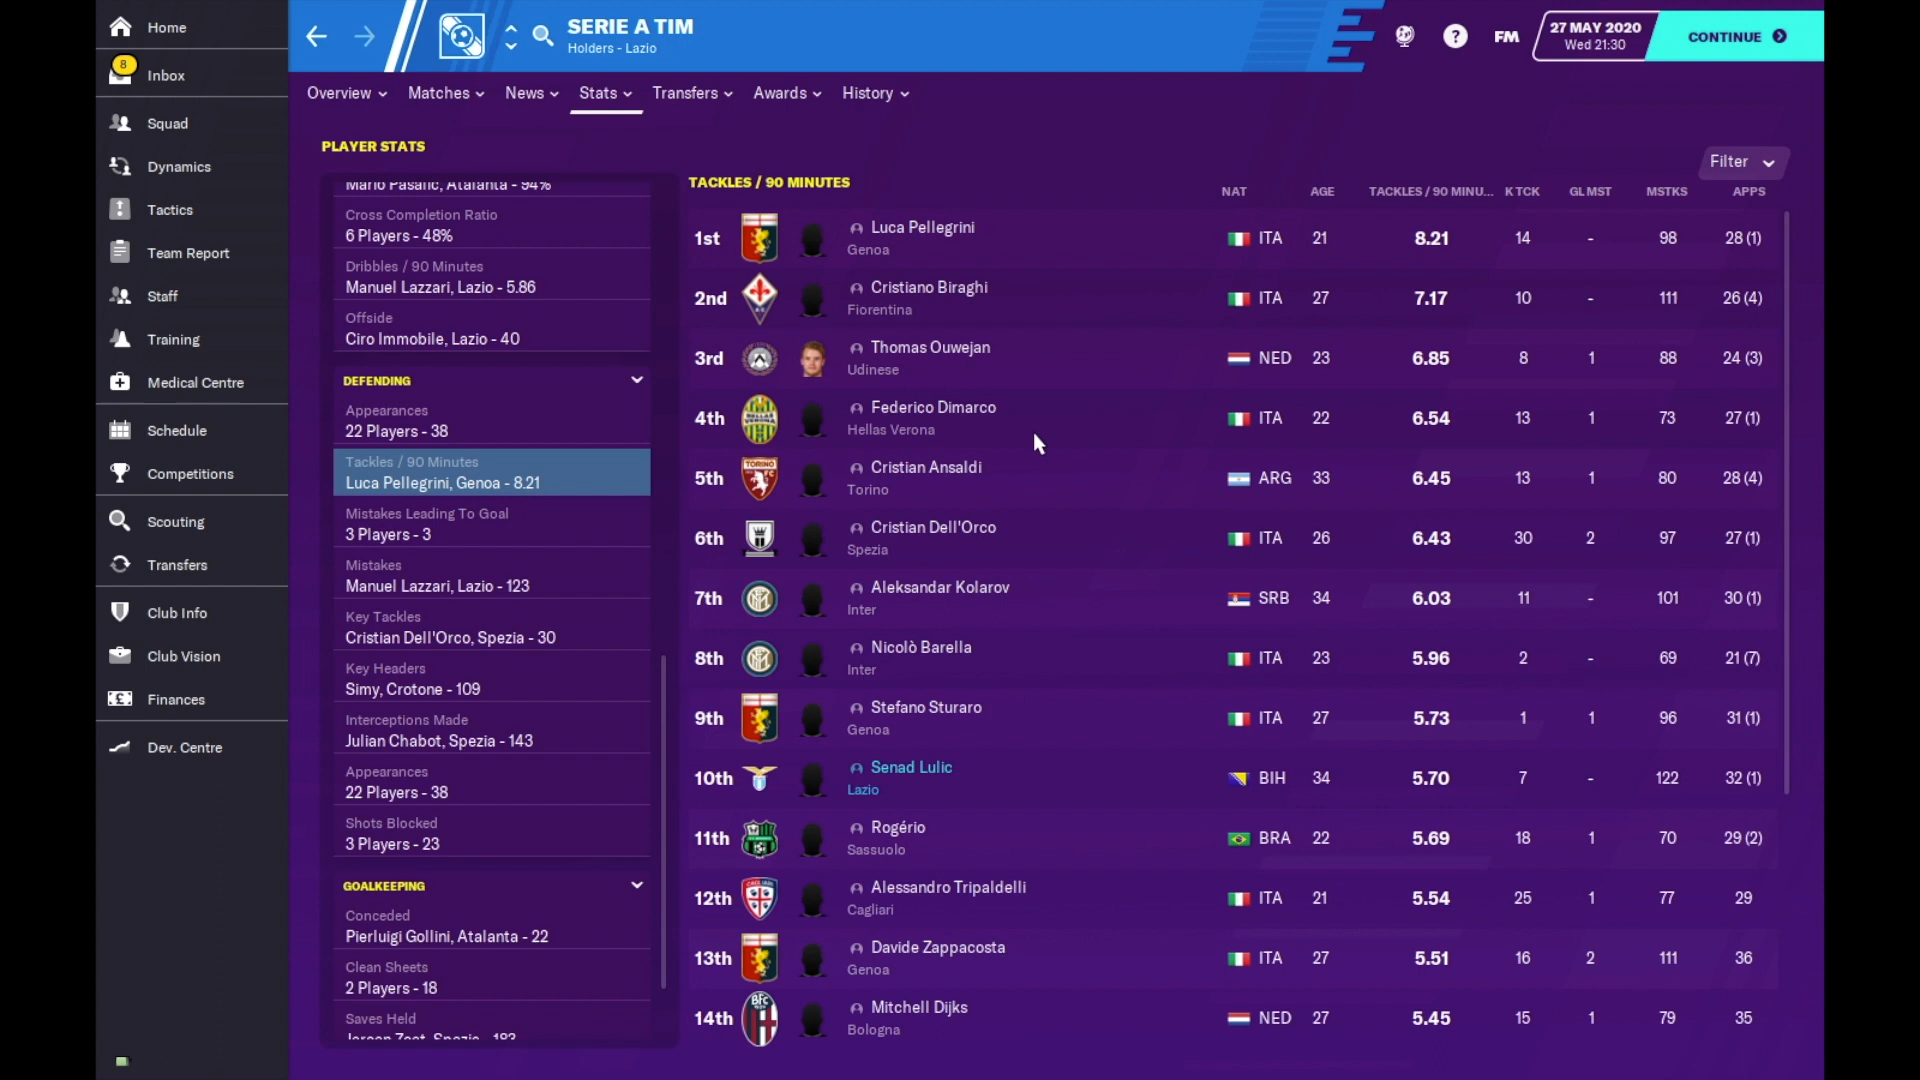 Home
8
Inbox
Squad
Dynamics
Tactics
Team Report
Staff
Training
Medical Centre
Schedule
Competitions
Scouting
Transfers
Club Info
Club Vision
Finances
Dev. Centre
SERIE A TIM
Holders - Lazio
FM
27 MAY 2020
Wed 21:30
CONTINUE
Overview Matches News Stats Transfers Awards History
PLAYER STATS
Mario Pasalic, Atalanta - 94%
Cross Completion Ratio
6 Players - 48%
Dribbles / 90 Minutes
Manuel Lazzari, Lazio - 5.86
Offside
Ciro Immobile, Lazio - 40
DEFENDING
Appearances
22 Players - 38
Tackles / 90 Minutes
Luca Pellegrini, Genoa - 8.21
Mistakes Leading To Goal
3 Players - 3
Mistakes
Manuel Lazzari, Lazio - 123
Key Tackles
Cristian Dell'Orco, Spezia - 30
Key Headers
Simy, Crotone - 109
Interceptions Made
Julian Chabot, Spezia - 143
Appearances
22 Players - 38
Shots Blocked
3 Players - 23
GOALKEEPING
Conceded
Pierluigi Gollini, Atalanta - 22
Clean Sheets
2 Players - 18
Saves Held
Filter
TACKLES / 90 MINUTES
NAT AGE TACKLES / 90 MINU... K TCK GL MST MSTKS APPS
1st Luca Pellegrini ITA 21 8.21 14 - 98 28 (1)
Genoa
2nd Cristiano Biraghi ITA 27 7.17 10 - 111 26 (4)
Fiorentina
3rd Thomas Ouwejan NED 23 6.85 8 1 88 24 (3)
Udinese
4th Federico Dimarco ITA 22 6.54 13 1 73 27 (1)
Hellas Verona
5th Cristian Ansaldi ARG 33 6.45 13 1 80 28 (4)
Torino
6th Cristian Dell'Orco ITA 26 6.43 30 2 97 27 (1)
Spezia
7th Aleksandar Kolarov SRB 34 6.03 11 - 101 30 (1)
Inter
8th Nicolò Barella ITA 23 5.96 2 - 69 21 (7)
Inter
9th Stefano Sturaro ITA 27 5.73 1 1 96 31 (1)
Genoa
10th Senad Lulic BIH 34 5.70 7 - 122 32 (1)
Lazio
11th Rogério BRA 22 5.69 18 1 70 29 (2)
Sassuolo
12th Alessandro Tripaldelli ITA 21 5.54 25 1 77 29
Cagliari
13th Davide Zappacosta ITA 27 5.51 16 2 111 36
Genoa
14th Mitchell Dijks NED 27 5.45 15 1 79 35
Bologna